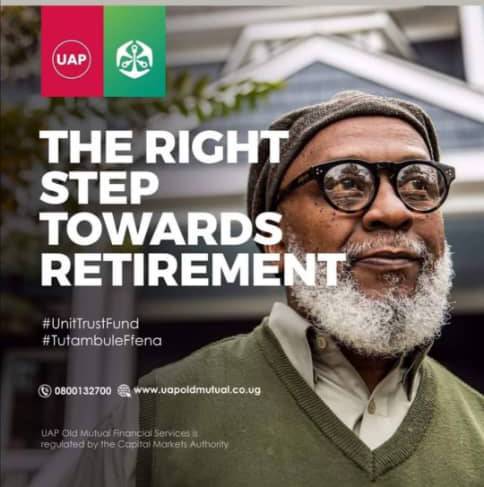 UAP
THE RIGHT
STEP
TOWARDS
RETIREMENT
#UnitTrustFund
#TutambuleFfena
0800132700 www.uapoldmutual.co.ug
UAP Old Mutual Financial Services is
regulated by the Capital Markets Authority